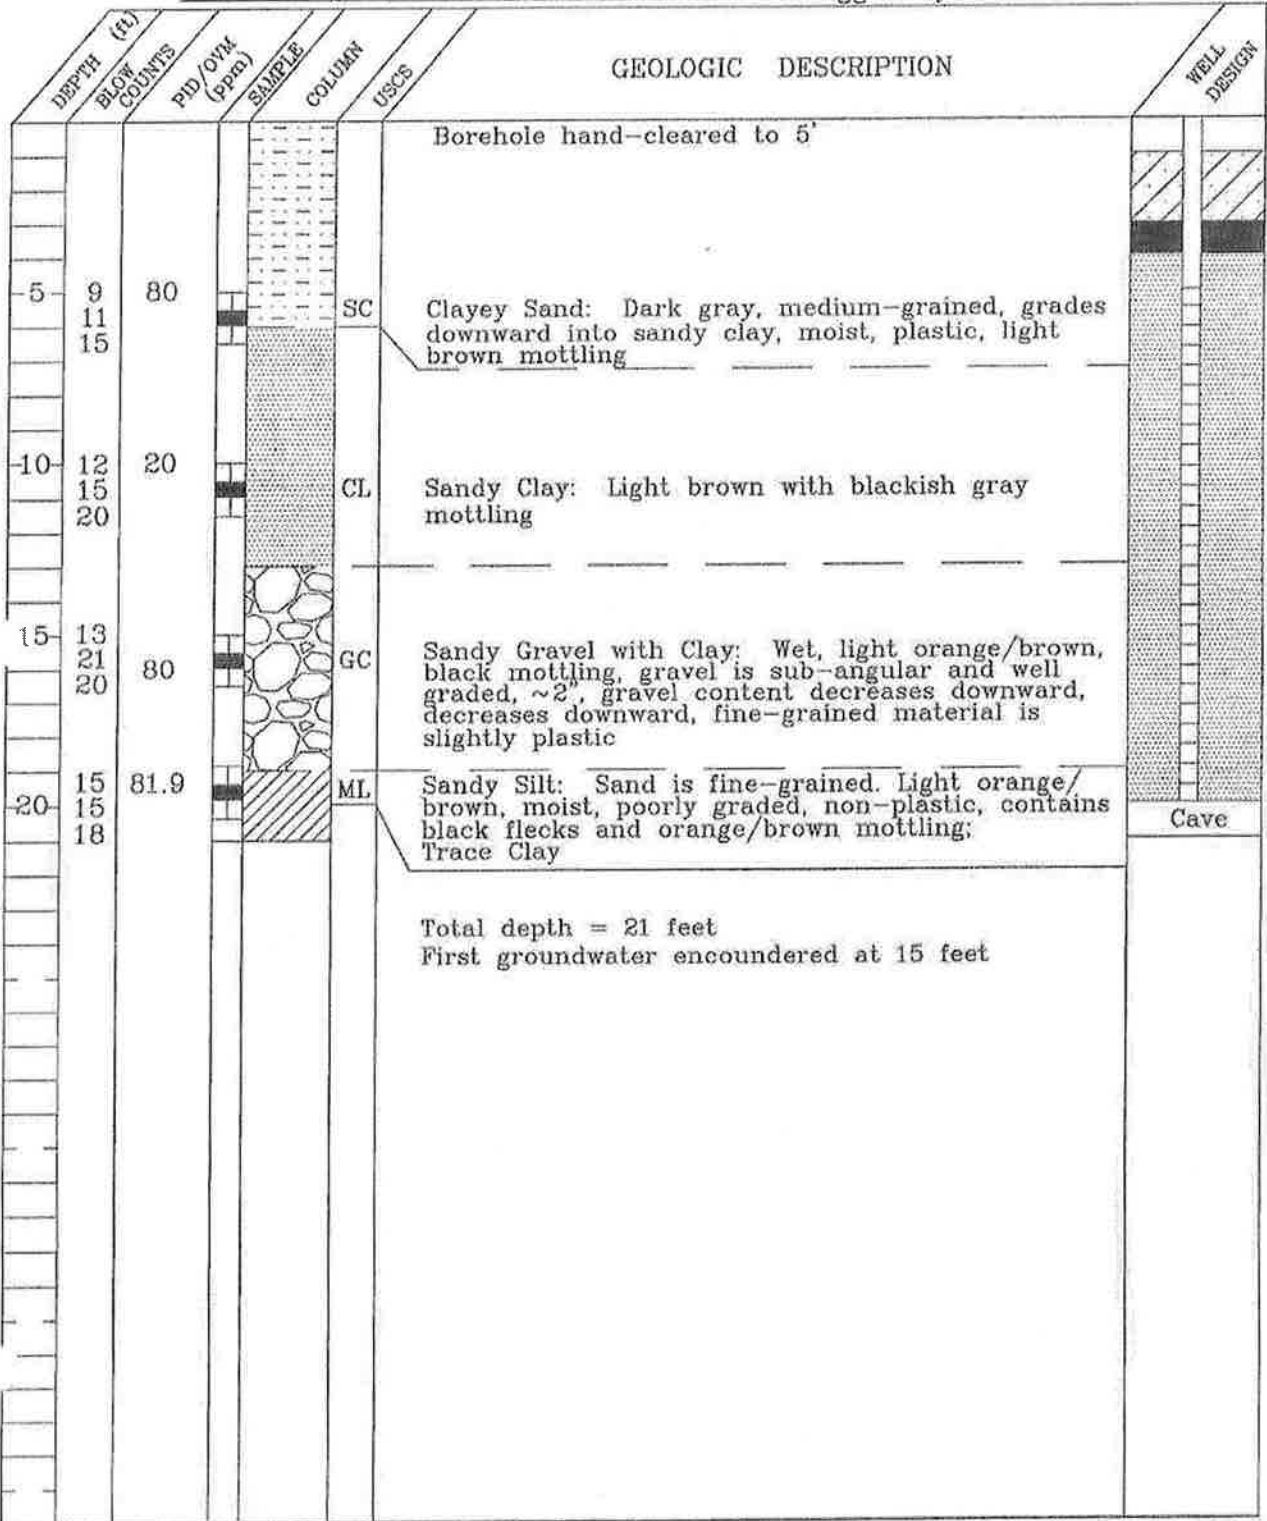 DEPTH (ft)
BLOW COUNTS
PID/OVM (ppm)
SAMPLE
COLUMN
USCS
GEOLOGIC DESCRIPTION
WELL DESIGN
Borehole hand-cleared to 5'
5 9 80
11
15
SC
Clayey Sand: Dark gray, medium-grained, grades
downward into sandy clay, moist, plastic, light
brown mottling
10 12 20
15
20
CL
Sandy Clay: Light brown with blackish gray
mottling
15 13
21
20 80
GC
Sandy Gravel with Clay: Wet, light orange/brown,
black mottling, gravel is sub-angular and well
graded, ~2", gravel content decreases downward,
decreases downward, fine-grained material is
slightly plastic
15 81.9
20 15
18
ML
Sandy Silt: Sand is fine-grained. Light orange/
brown, moist, poorly graded, non-plastic, contains
black flecks and orange/brown mottling;
Trace Clay
Cave
Total depth = 21 feet
First groundwater encoundered at 15 feet